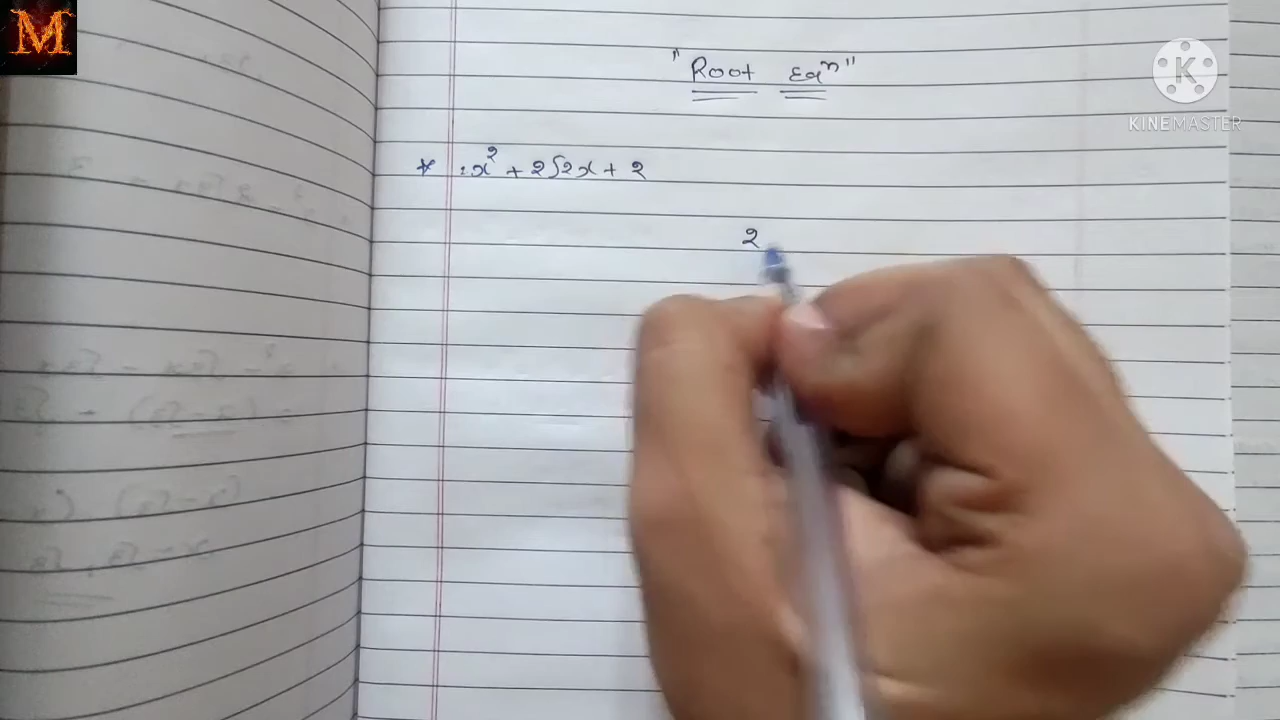 M
"Root Eqⁿ"
K
KINEMASTER
* : x² + 2√2x + 2
2